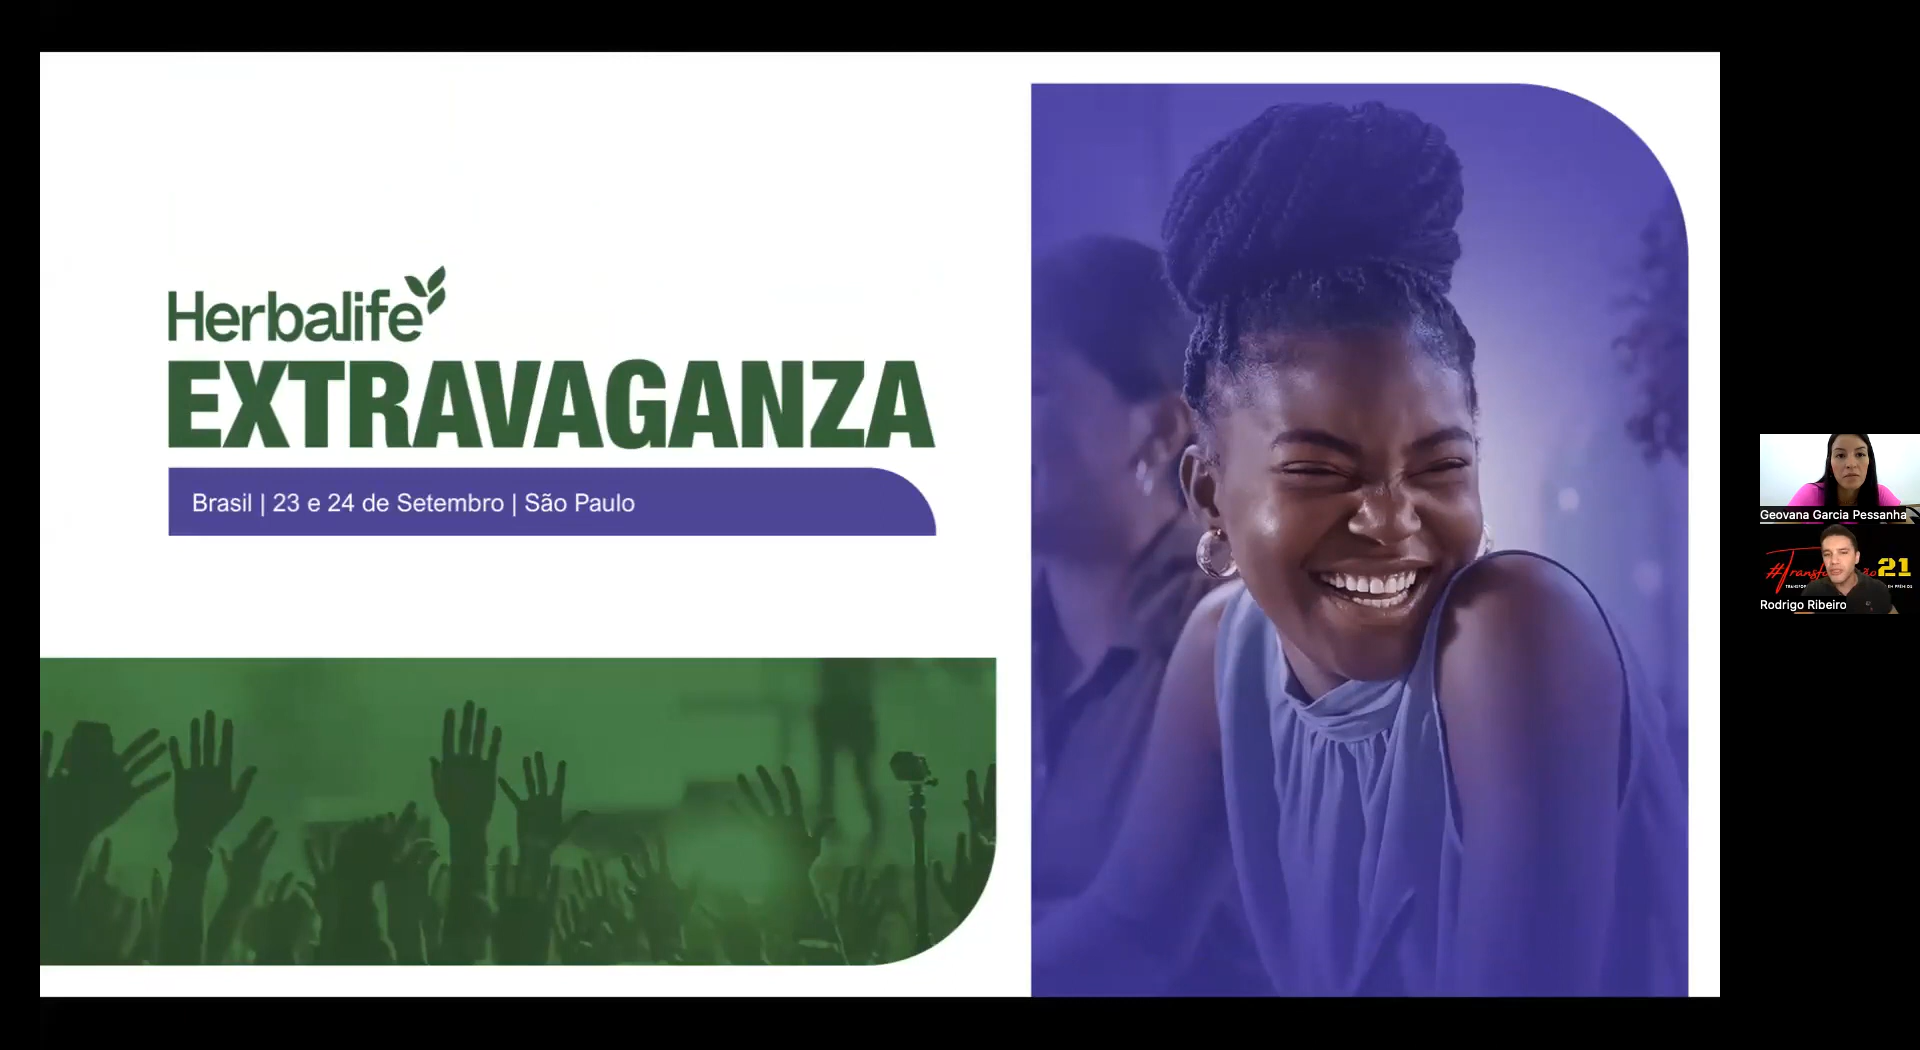 Herbalife
EXTRAVAGANZA
Brasil | 23 e 24 de Setembro | São Paulo
Geovana Garcia Pessanha
21
Rodrigo Ribeiro